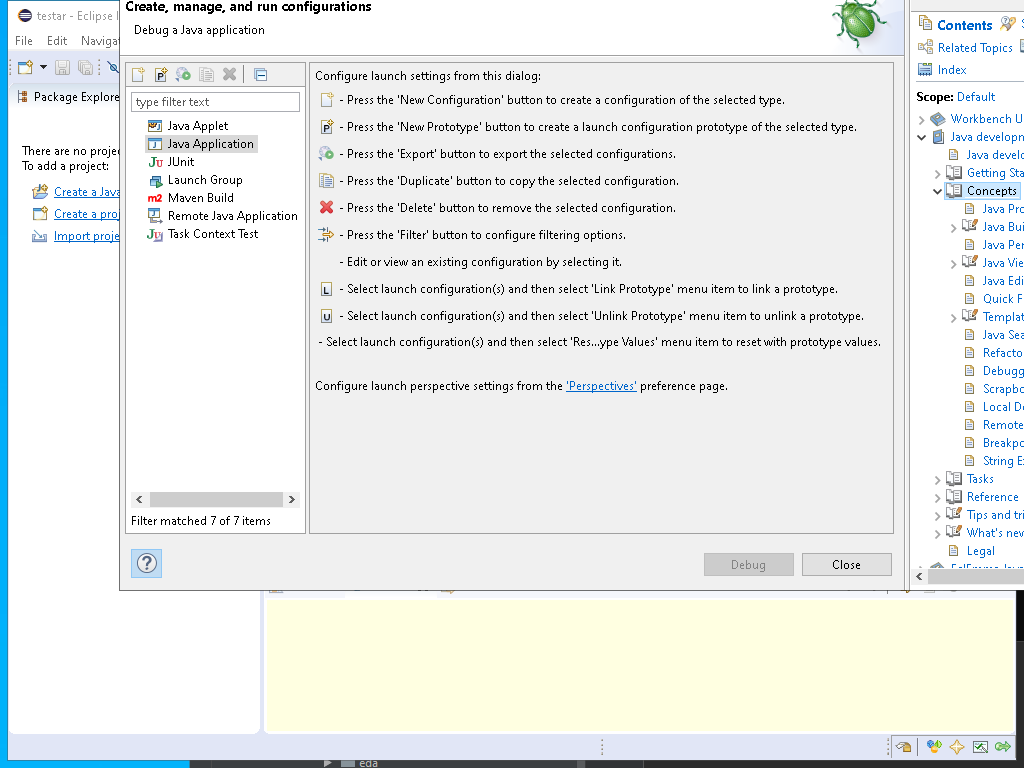 Create, manage, and run configurations
Debug a Java application
testar - Eclipse
File Edit
Package Explore
There are no
To add a project:
Create a Java
Create a
Import
type filter text
Java Applet
Java Application
JUnit
Launch Group
Maven Build
Remote Java Application
Task Context Test
Filter matched 7 of 7 items
Configure launch settings from this dialog:
- Press the 'New Configuration' button to create a configuration of the selected type.
- Press the 'New Prototype' button to create a launch configuration prototype of the selected type.
- Press the 'Export' button to export the selected configurations.
- Press the 'Duplicate' button to copy the selected configuration.
- Press the 'Delete' button to remove the selected configuration.
- Press the 'Filter' button to configure filtering options.
- Edit or view an existing configuration by selecting it.
- Select launch configuration(s) and then select 'Link Prototype' menu item to link a prototype.
- Select launch configuration(s) and then select 'Unlink Prototype' menu item to unlink a prototype.
- Select launch configuration(s) and then select 'Res...ype Values' menu item to reset with prototype values.
Configure launch perspective settings from the 'Perspectives' preference page.
Debug Close
Contents
Related Topics
Index
Scope: Default
Workbench U
Java developm
Java develo
Getting Sta
Concepts
Java Pro
Java Bui
Java Per
Java Vie
Java Edi
Quick F
Templat
Java Sea
Refacto
Debugg
Scrapbo
Local De
Remote
Breakpo
String Ex
Tasks
Reference
Tips and tri
What's new
Legal
eda